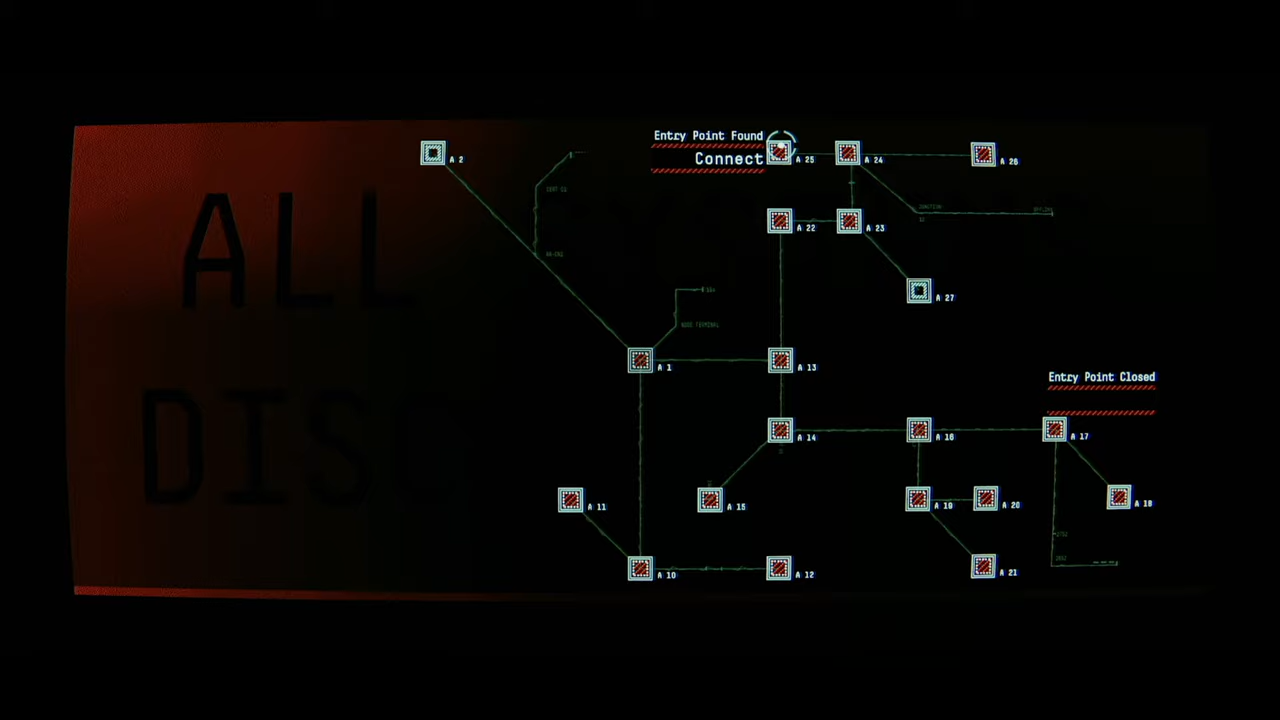 ALL
DISC
A 2
Entry Point Found
Connect
A 25
A 24
A 26
A 22
A 23
A 27
A 1
A 13
Entry Point Closed
A 14
A 16
A 17
A 11
A 15
A 19
A 20
A 18
A 10
A 12
A 21